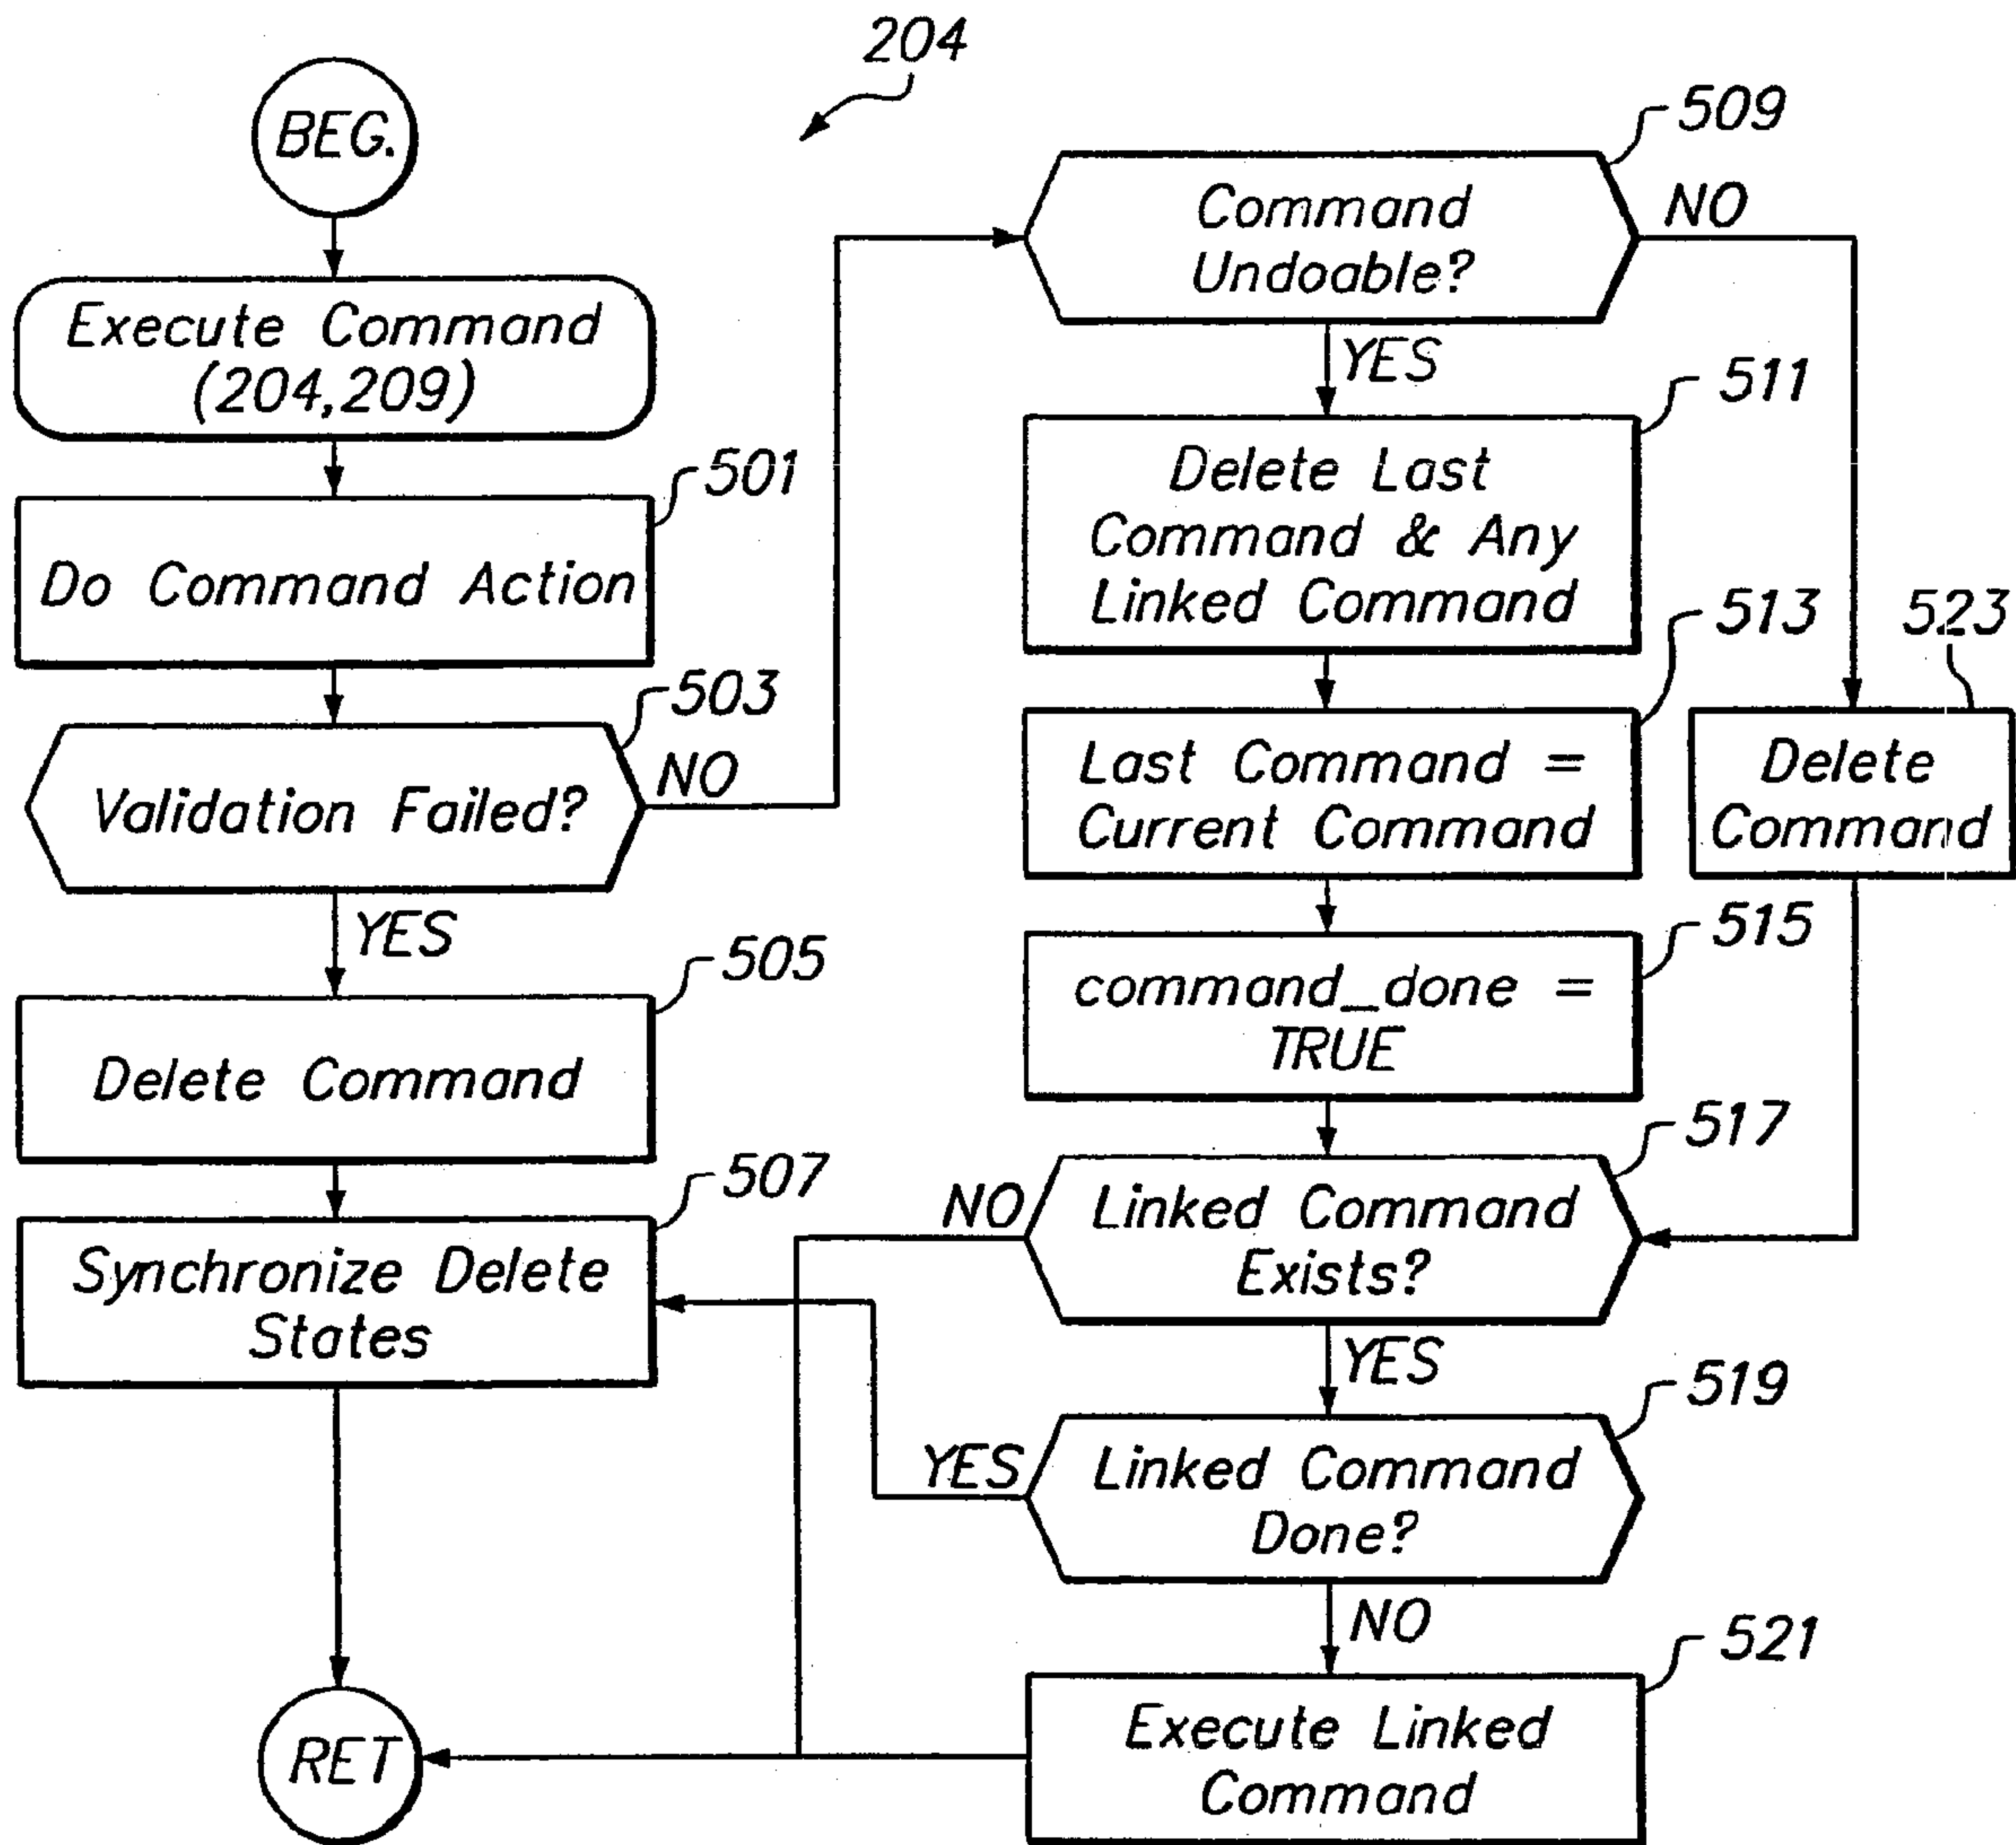 204
BEG.
Execute Command
(204,209)
501
Do Command Action
503
Validation Failed?
NO
YES
505
Delete Command
507
Synchronize Delete
States
RET
509
Command
Undoable?
NO
YES
511
Delete Last
Command & Any
Linked Command
513
Last Command =
Current Command
523
Delete
Command
515
command_done =
TRUE
517
Linked Command
Exists?
NO
YES
519
Linked Command
Done?
YES
NO
521
Execute Linked
Command